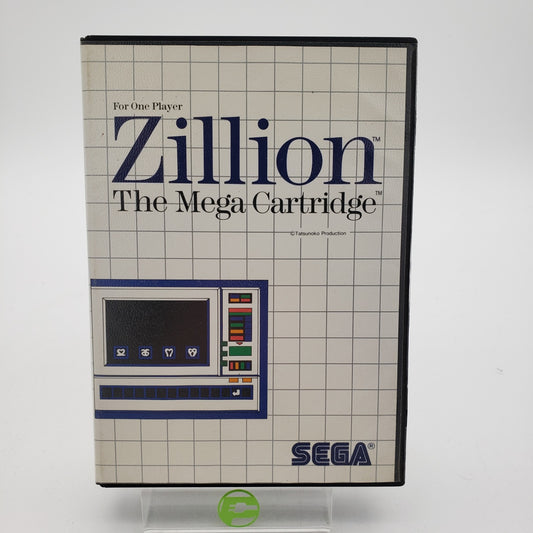 For One Player
Zillion™
The Mega Cartridge™
©Tatsunoko Production
SEGA®